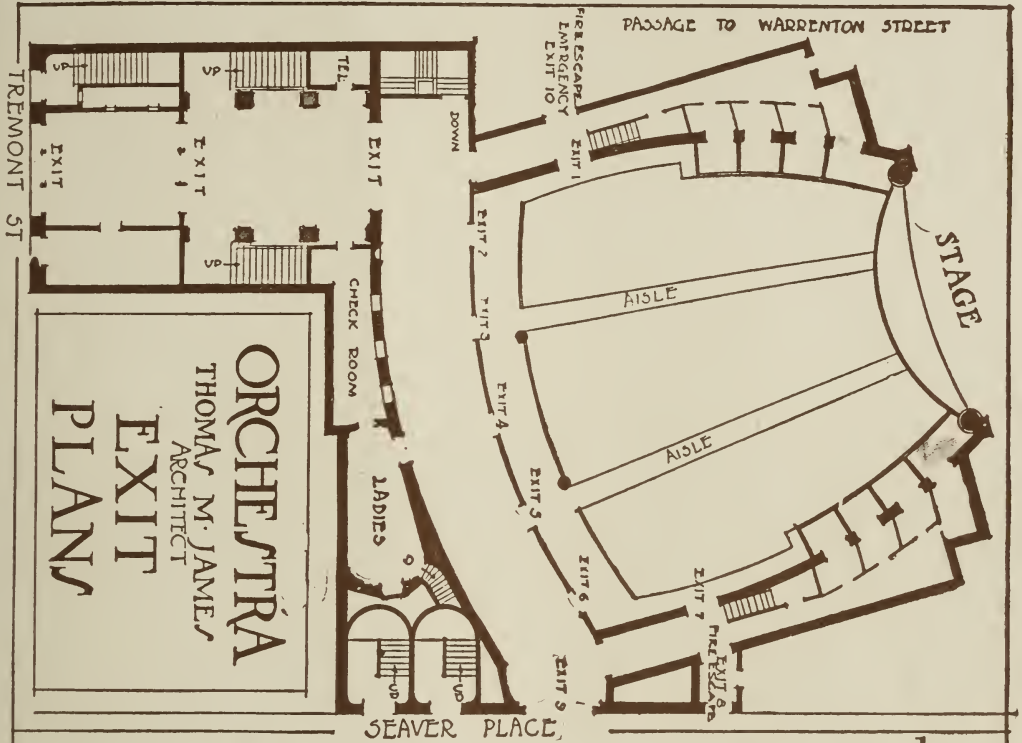 PASSAGE TO WARRENTON STREET
FIRE ESCAPE
EMERGENCY
EXIT 10
TREMONT ST
UP
UP
TEL
DOWN
EXIT
EXIT
EXIT
UP
CHECK ROOM
EXIT 1
EXIT 2
EXIT 3
EXIT 4
EXIT 5
EXIT 6
EXIT 7
EXIT 8
FIRE ESCAPE
EXIT 9
AISLE
AISLE
STAGE
LADIES
UP
UP
SEAVER PLACE
ORCHESTRA
THOMAS M. JAMES
ARCHITECT
EXIT
PLANS